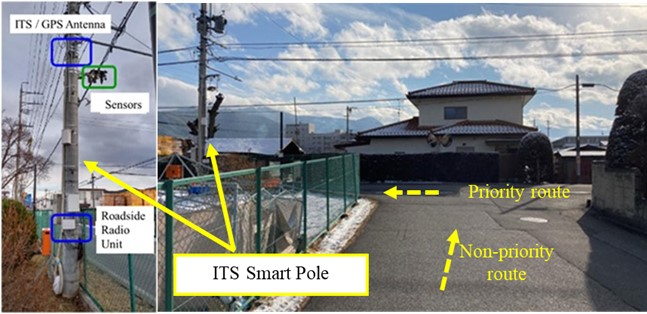 ITS / GPS Antenna
Sensors
Roadside
Radio
Unit
ITS Smart Pole
Priority route
Non-priority
route